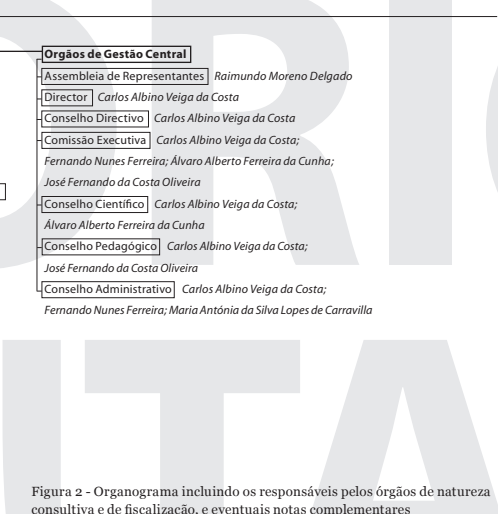 Orgãos de Gestão Central
Assembleia de Representantes Raimundo Moreno Delgado
Director Carlos Albino Veiga da Costa
Conselho Directivo Carlos Albino Veiga da Costa
Comissão Executiva Carlos Albino Veiga da Costa;
Fernando Nunes Ferreira; Álvaro Alberto Ferreira da Cunha;
José Fernando da Costa Oliveira
Conselho Científico Carlos Albino Veiga da Costa;
Álvaro Alberto Ferreira da Cunha
Conselho Pedagógico Carlos Albino Veiga da Costa;
José Fernando da Costa Oliveira
Conselho Administrativo Carlos Albino Veiga da Costa;
Fernando Nunes Ferreira; Maria Antónia da Silva Lopes de Carravilla
Figura 2 - Organograma incluindo os responsáveis pelos órgãos de natureza
consultiva e de fiscalização, e eventuais notas complementares